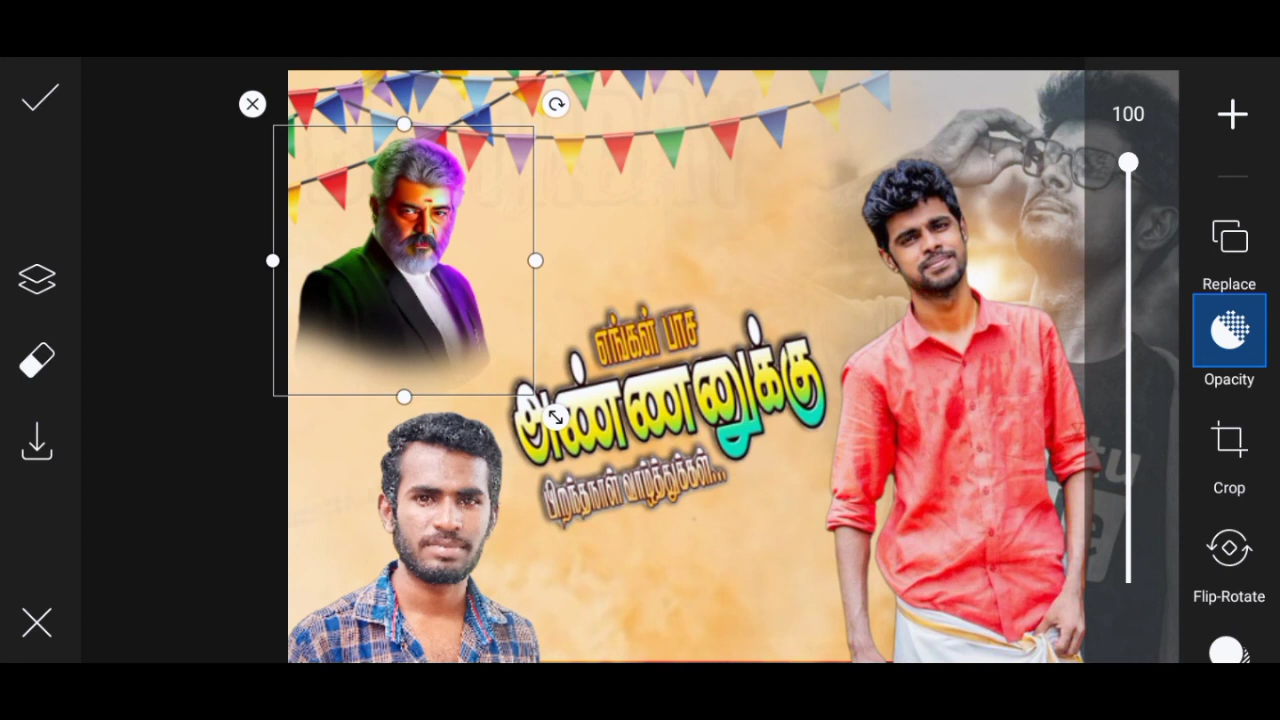 100
Replace
Opacity
எங்கள் பாச
அண்ணனுக்கு
பிறந்தநாள் வாழ்த்துக்கள்...
Crop
Flip-Rotate